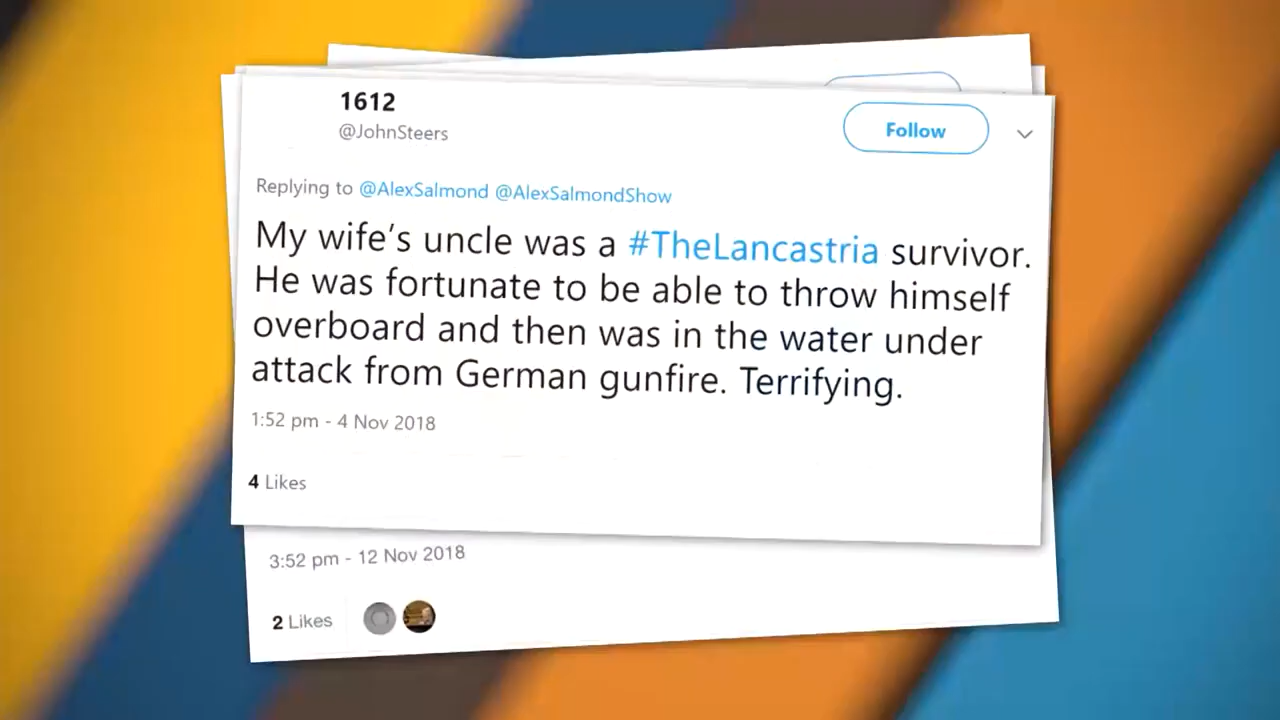 1612
@JohnSteers
Follow
Replying to @AlexSalmond @AlexSalmondShow
My wife's uncle was a #TheLancastria survivor.
He was fortunate to be able to throw himself
overboard and then was in the water under
attack from German gunfire. Terrifying.
1:52 pm - 4 Nov 2018
4 Likes
3:52 pm - 12 Nov 2018
2 Likes